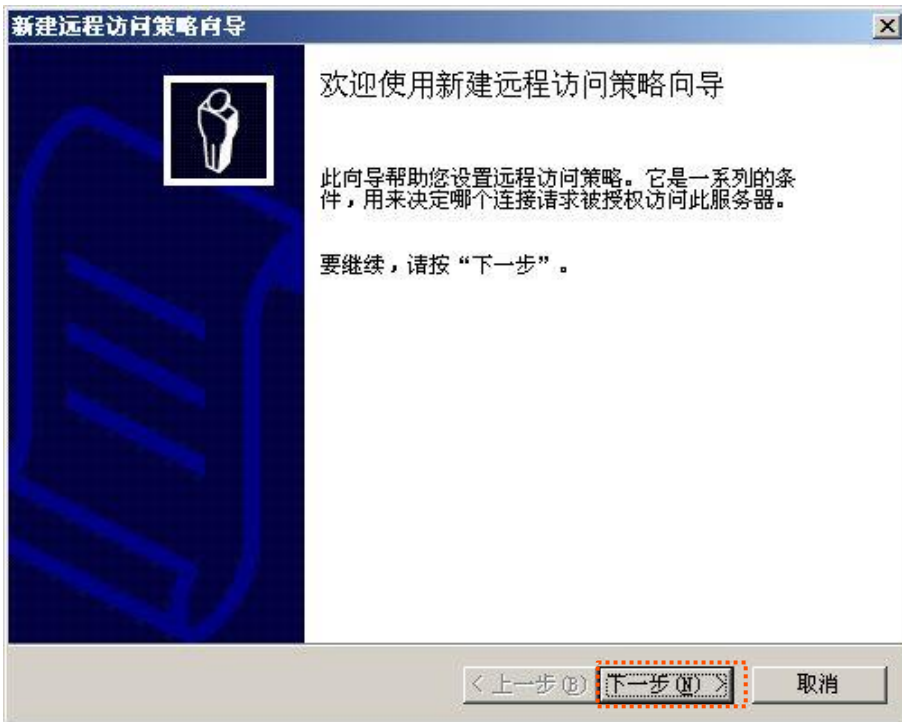 新建远程访问策略向导
欢迎使用新建远程访问策略向导
此向导帮助您设置远程访问策略。它是一系列的条
件，用来决定哪个连接请求被授权访问此服务器。
要继续，请按“下一步”。
< 上一步(B) 下一步(N) > 取消